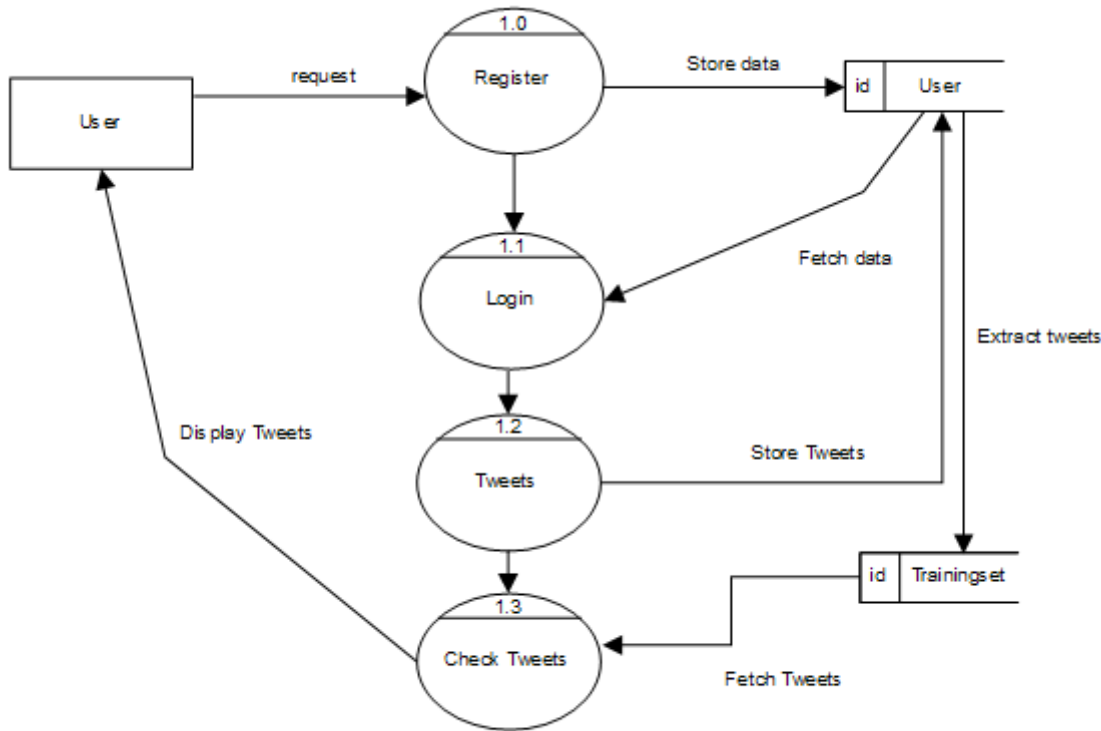 1.0
Register
request
Store data
id
User
User
1.1
Login
Fetch data
Extract tweets
1.2
Tweets
Display Tweets
Store Tweets
id
Trainingset
1.3
Check Tweets
Fetch Tweets